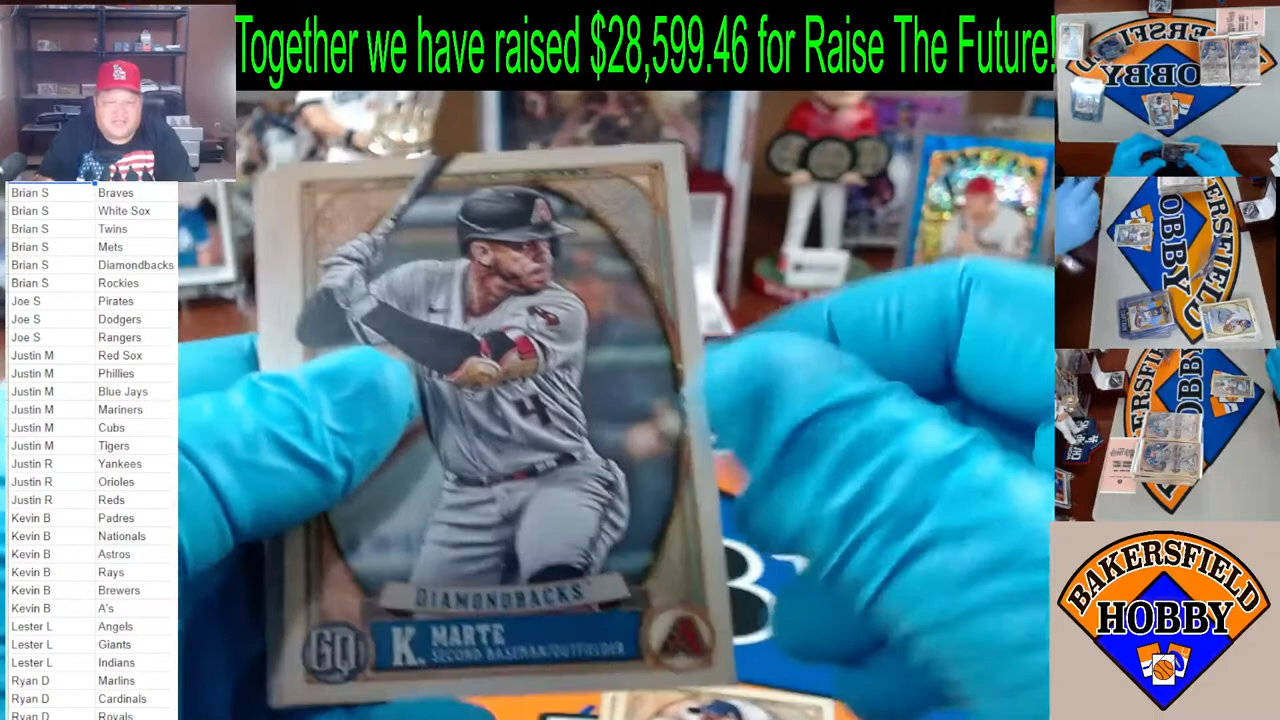 Together we have raised $28,599.46 for Raise The Future!
Brian S Braves
Brian S White Sox
Brian S Twins
Brian S Mets
Brian S Diamondbacks
Brian S Rockies
Joe S Pirates
Joe S Dodgers
Joe S Rangers
Justin M Red Sox
Justin M Phillies
Justin M Blue Jays
Justin M Mariners
Justin M Cubs
Justin M Tigers
Justin R Yankees
Justin R Orioles
Justin R Reds
Kevin B Padres
Kevin B Nationals
Kevin B Astros
Kevin B Rays
Kevin B Brewers
Kevin B A's
Lester L Angels
Lester L Giants
Lester L Indians
Ryan D Marlins
Ryan D Cardinals
Ryan D Royals
A
4
DIAMONDBACKS
GQ
K. MARTE
SECOND BASEMAN/OUTFIELDER
A
B
BAKERSFIELD
OBBY
BAKERSFIELD
HOBBY